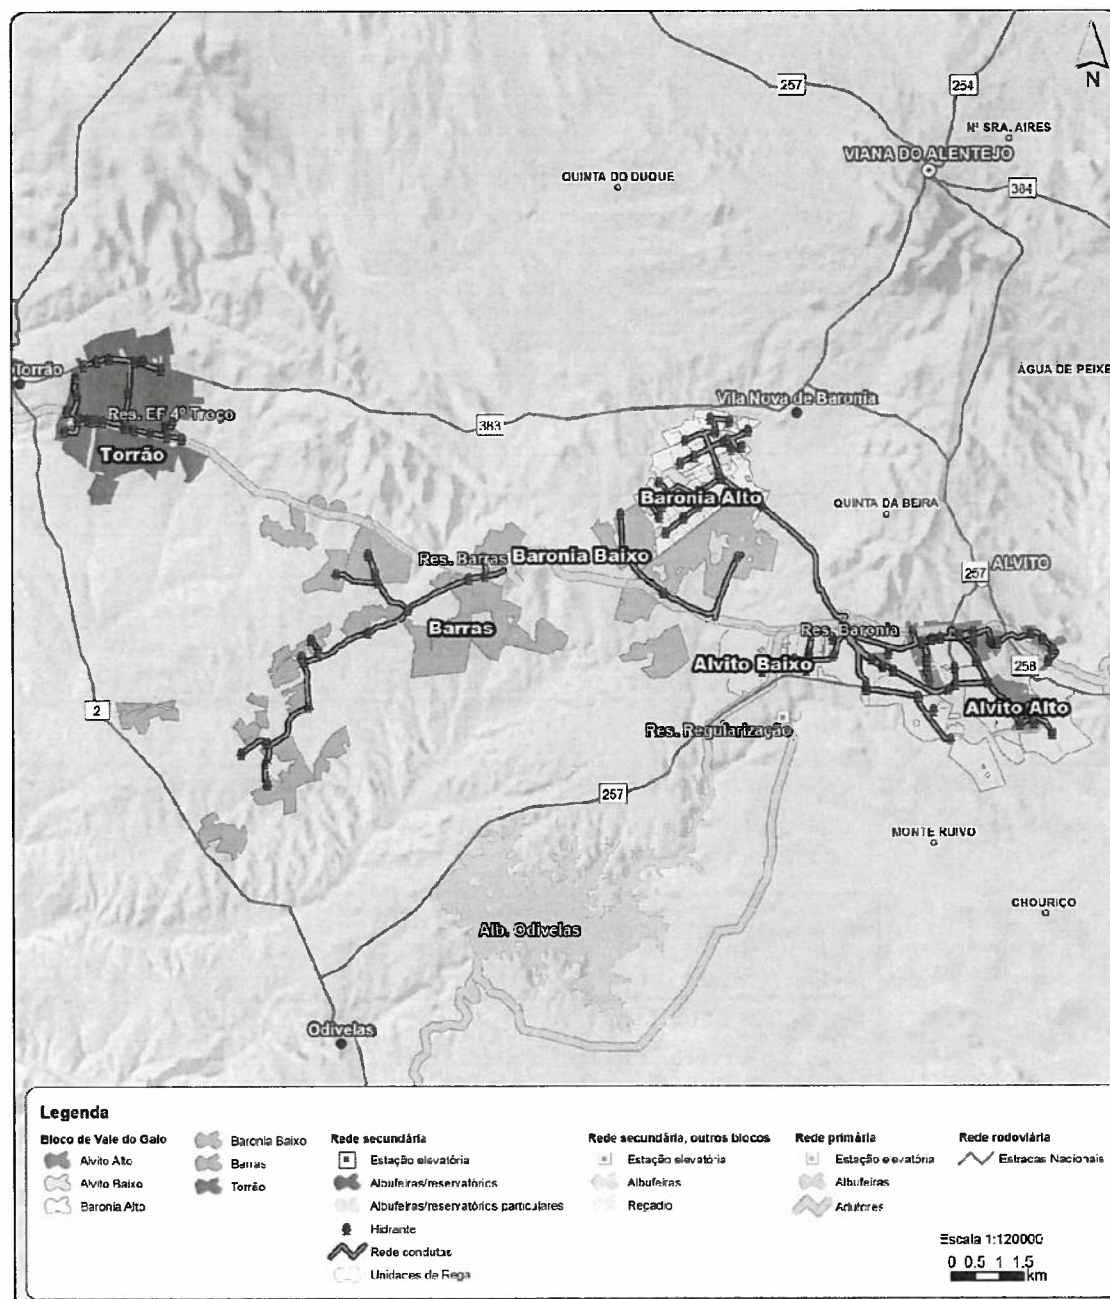 N
257
254
Nª SRA. AIRES
VIANA DO ALENTEJO
QUINTA DO DUQUE
384
Torrão
ÁGUA DE PEIXE
Res. EF 4º Troço
Vila Nova de Baronia
383
Torrão
Baronia Alto
QUINTA DA BEIRA
Res. Barras
Baronia Baixo
257
ALVITO
Barras
Res. Baronia
Alvito Baixo
258
2
Alvito Alto
Res. Regularização
257
MONTE RUIVO
CHOURIÇO
Alb. Odivelas
Odivelas
Legenda
Bloco de Vale do Gaio
Alvito Alto
Alvito Baixo
Baronia Alto
Baronia Baixo
Barras
Torrão
Rede secundária
Estação elevatória
Albufeiras/reservatórios
Albufeiras/reservatórios particulares
Hidrante
Rede condutas
Unidades de Rega
Rede secundária, outros blocos
Estação elevatória
Albufeiras
Regadio
Rede primária
Estação elevatória
Albufeiras
Adutores
Rede rodoviária
Estradas Nacionais
Escala 1:120000
0 0.5 1 1.5
km